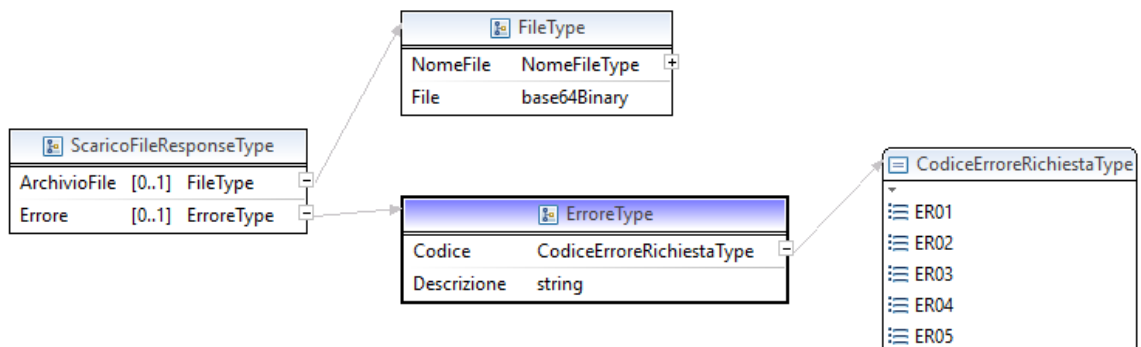 FileType
NomeFile NomeFileType
File base64Binary
ScaricoFileResponseType
ArchivioFile [0..1] FileType
Errore [0..1] ErroreType
ErroreType
Codice CodiceErroreRichiestaType
Descrizione string
CodiceErroreRichiestaType
ER01
ER02
ER03
ER04
ER05